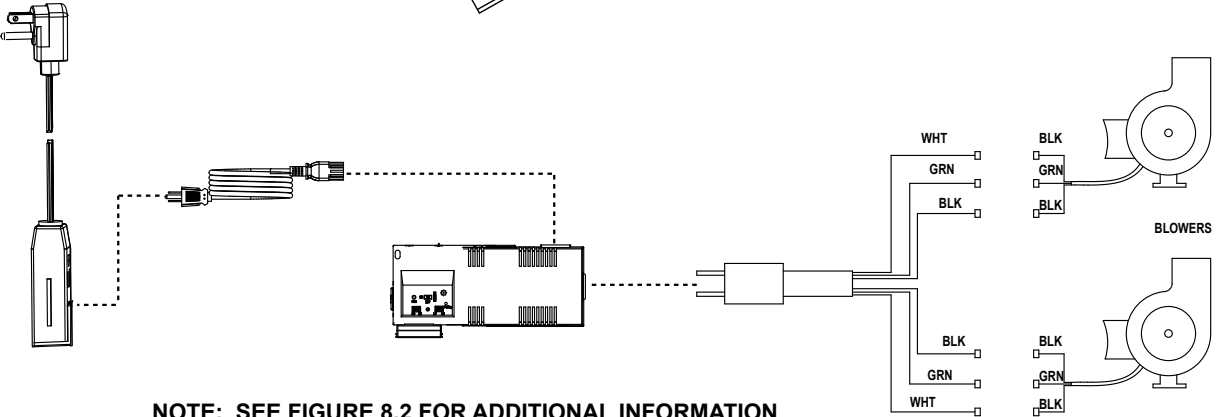 WHT
BLK
GRN
GRN
BLK
BLK
BLOWERS
BLK
BLK
GRN
GRN
WHT
BLK
NOTE: SEE FIGURE 8.2 FOR ADDITIONAL INFORMATION